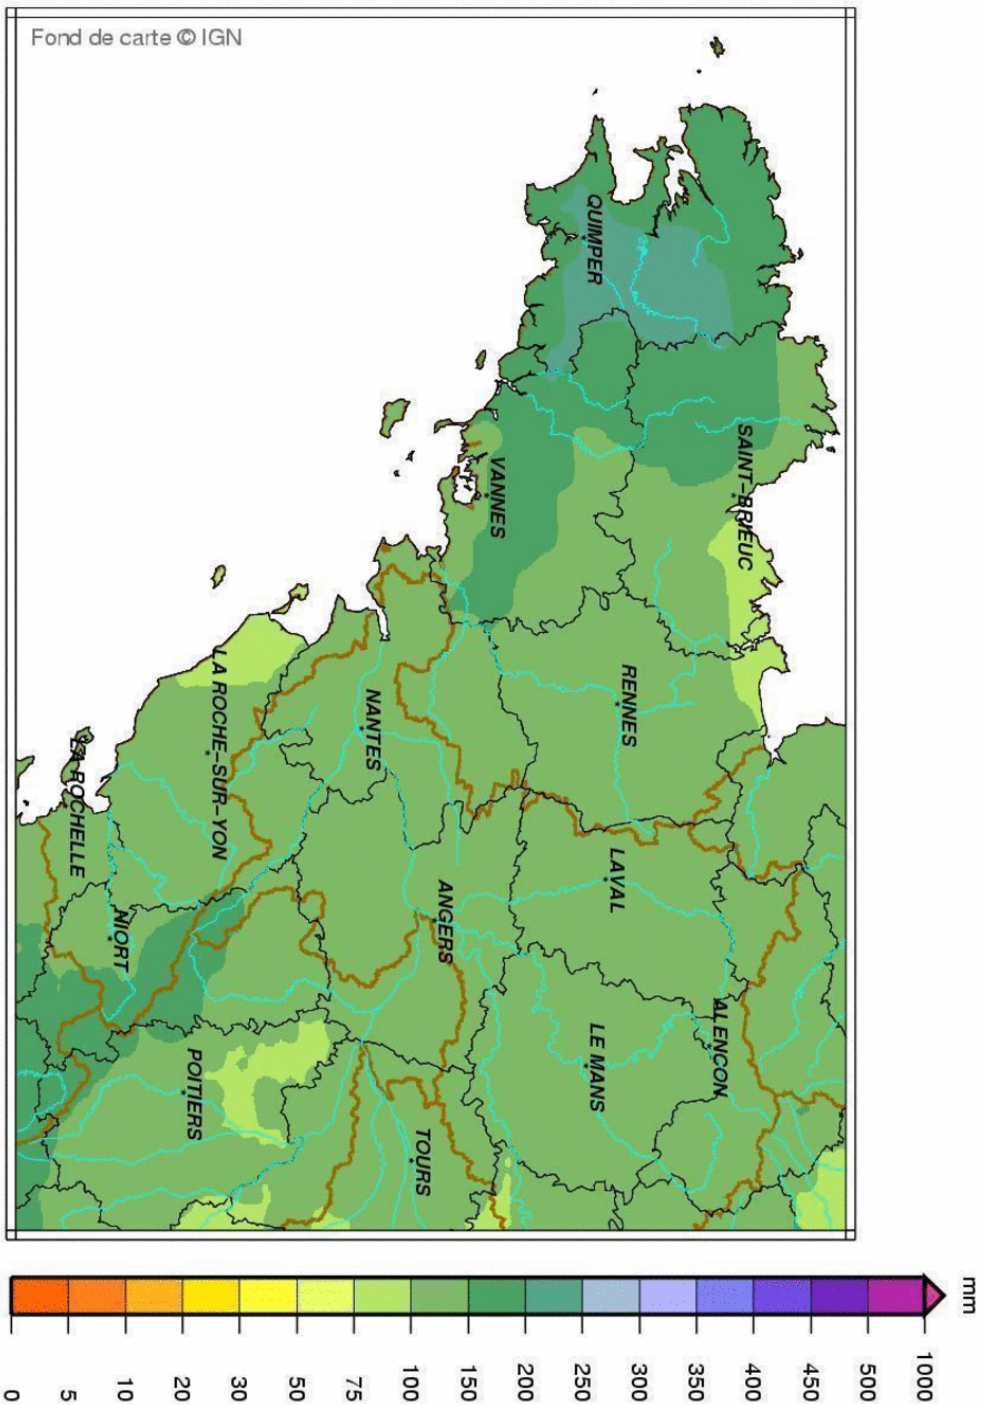 Fond de carte © IGN
QUIMPER
SAINT-BRIEUC
VANNES
RENNES
LA ROCHE-SUR-YON
NANTES
LA ROCHELLE
LAVAL
ANGERS
NIORT
ALENCON
LE MANS
POITIERS
TOURS
mm
0
5
10
20
30
50
75
100
150
200
250
300
350
400
450
500
1000